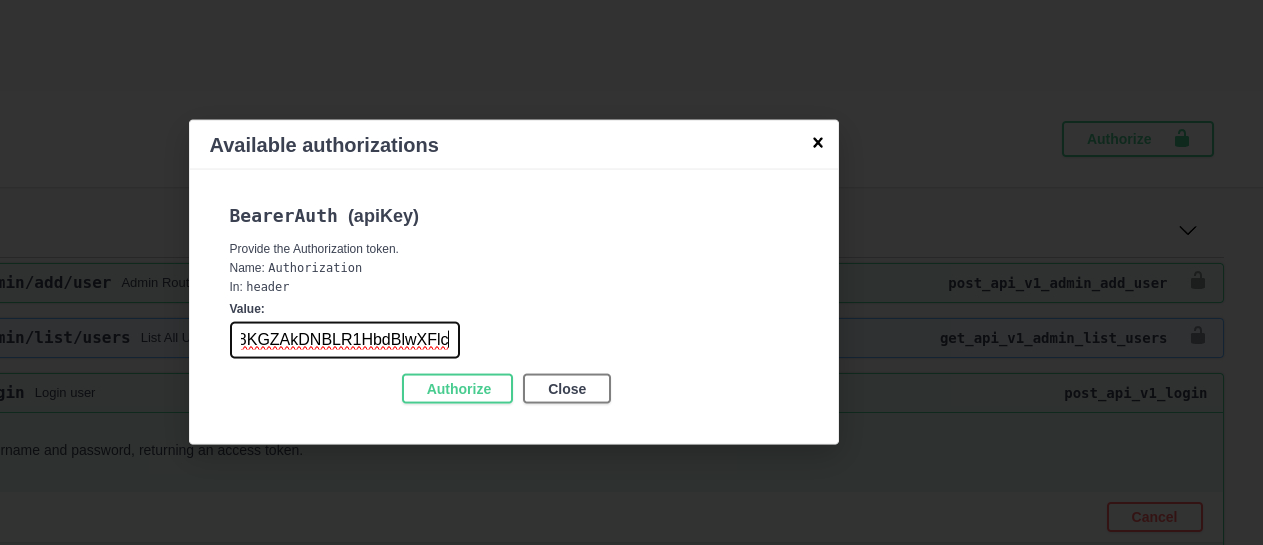 Available authorizations
Authorize
BearerAuth (apiKey)
Provide the Authorization token.
Name: Authorization
In: header
Value:
3KGZAkDNBLR1HbdBlwXFlc
Authorize Close
min/add/user Admin Rout post_api_v1_admin_add_user
min/list/users List All U get_api_v1_admin_list_users
gin Login user post_api_v1_login
rname and password, returning an access token.
Cancel